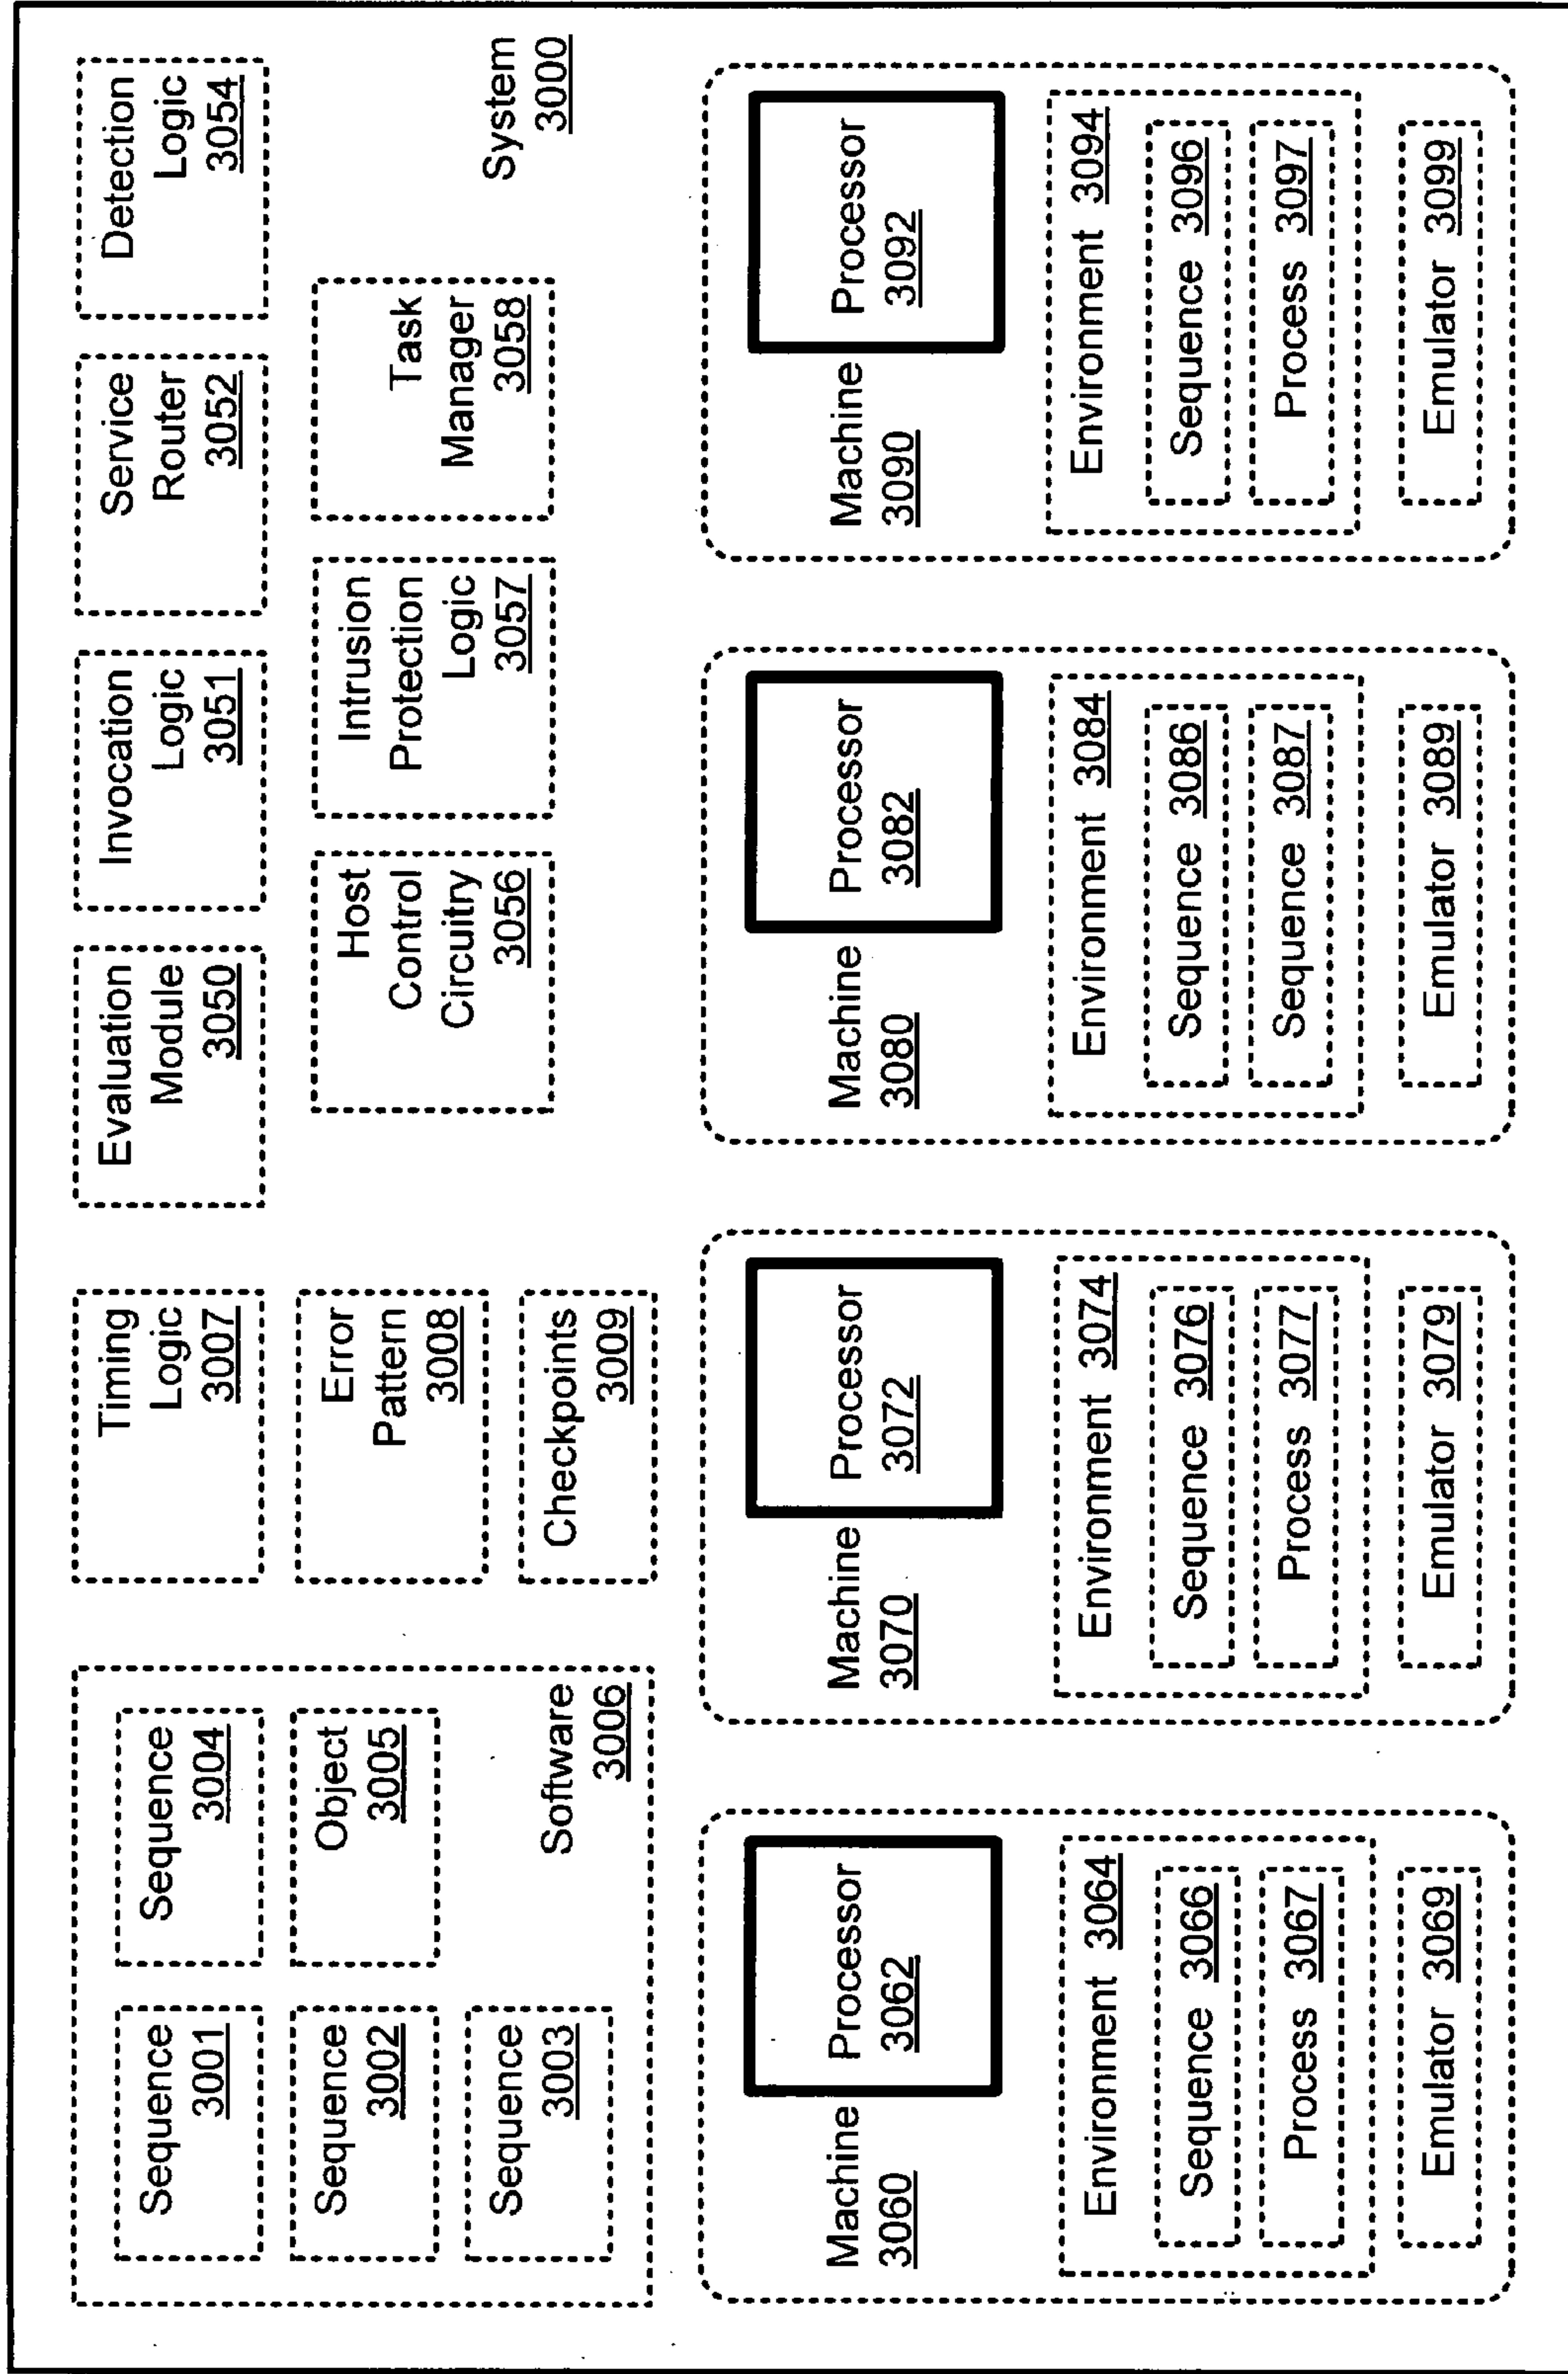 Sequence
3001
Sequence
3002
Sequence
3003
Sequence
3004
Object
3005
Software
3006
Timing
Logic
3007
Error
Pattern
3008
Checkpoints
3009
Evaluation
Module
3050
Invocation
Logic
3051
Service
Router
3052
Detection
Logic
3054
Host
Control
Circuitry
3056
Intrusion
Protection
Logic
3057
Task
Manager
3058
System
3000
Machine
3060
Processor
3062
Environment 3064
Sequence 3066
Process 3067
Emulator 3069
Machine
3070
Processor
3072
Environment 3074
Sequence 3076
Process 3077
Emulator 3079
Machine
3080
Processor
3082
Environment 3084
Sequence 3086
Sequence 3087
Emulator 3089
Machine
3090
Processor
3092
Environment 3094
Sequence 3096
Process 3097
Emulator 3099